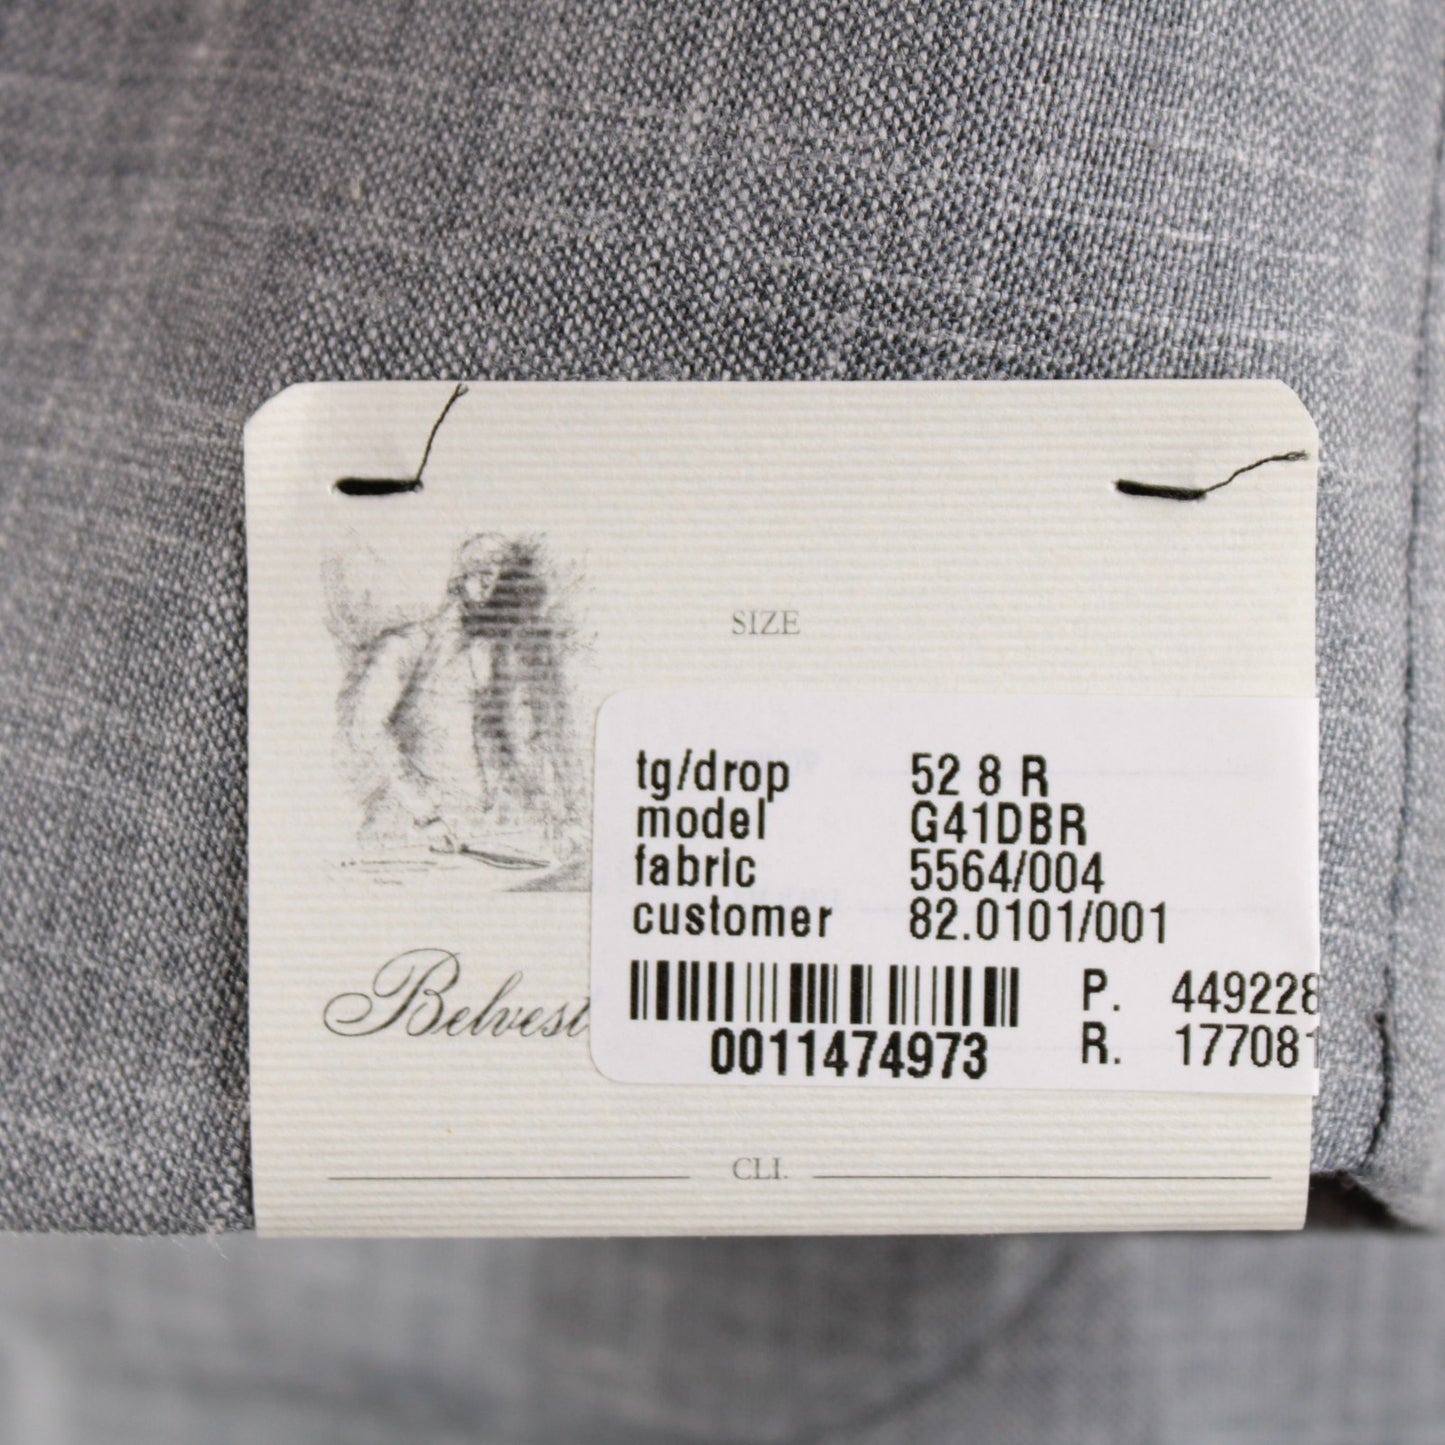 SIZE
tg/drop 52 8 R
model G41DBR
fabric 5564/004
customer 82.0101/001
P. 449228
R. 177081
0011474973
Belvest
CLI.